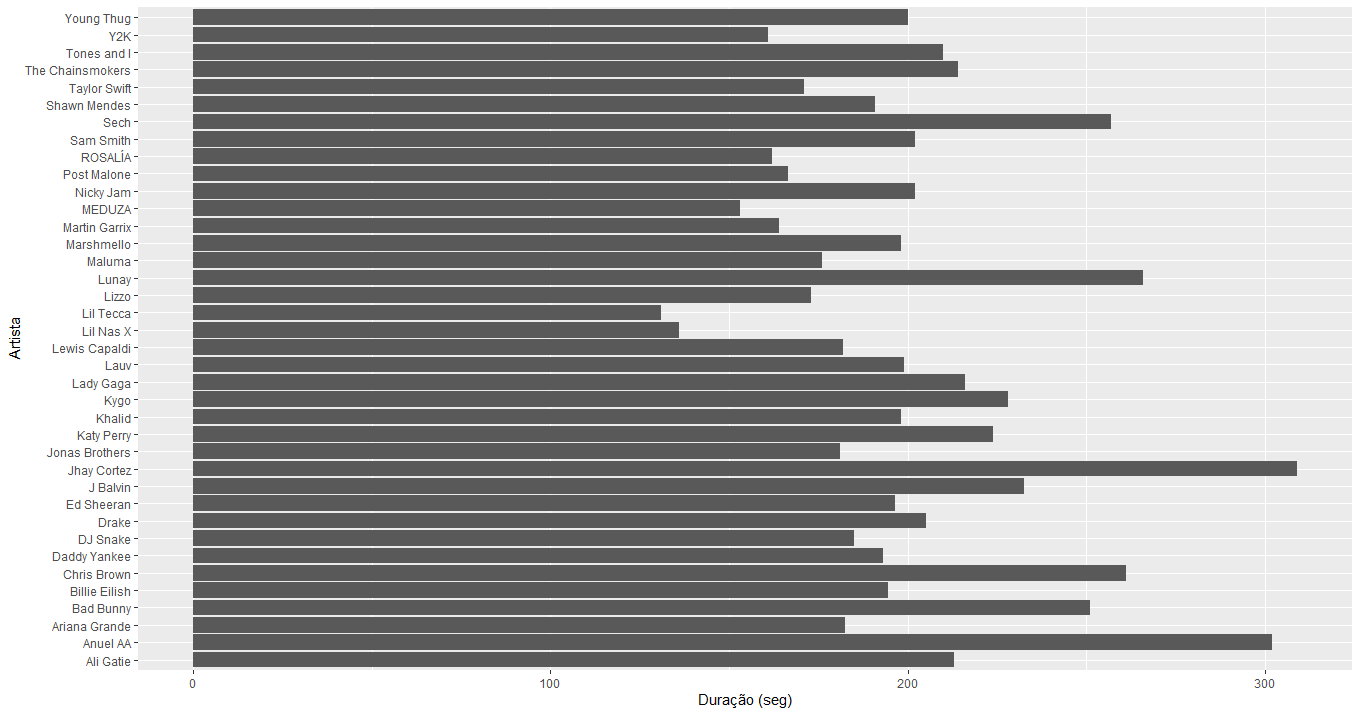 Artista
Young Thug
Y2K
Tones and I
The Chainsmokers
Taylor Swift
Shawn Mendes
Sech
Sam Smith
ROSALÍA
Post Malone
Nicky Jam
MEDUZA
Martin Garrix
Marshmello
Maluma
Lunay
Lizzo
Lil Tecca
Lil Nas X
Lewis Capaldi
Lauv
Lady Gaga
Kygo
Khalid
Katy Perry
Jonas Brothers
Jhay Cortez
J Balvin
Ed Sheeran
Drake
DJ Snake
Daddy Yankee
Chris Brown
Billie Eilish
Bad Bunny
Ariana Grande
Anuel AA
Ali Gatie
0 100 200 300
Duração (seg)